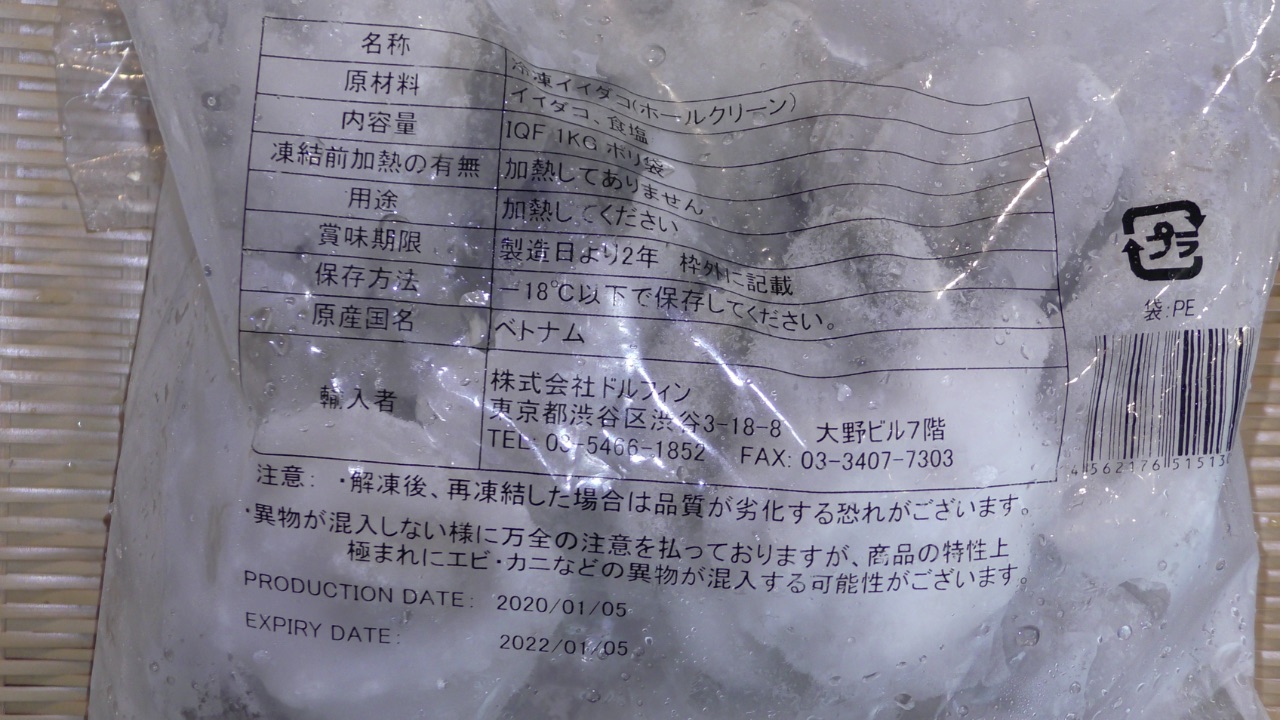 名称 冷凍イイダコ(ホールクリーン)
原材料 イイダコ、食塩
内容量 IQF 1KG ポリ袋
凍結前加熱の有無 加熱してありません
用途 加熱してください
賞味期限 製造日より2年 枠外に記載
保存方法 -18℃以下で保存してください。
原産国名 ベトナム
輸入者 株式会社ドルフィン
東京都渋谷区渋谷3-18-8 大野ビル7階
TEL: 03-5466-1852 FAX: 03-3407-7303
プラ
袋:PE
4 562176 51513
注意: ・解凍後、再凍結した場合は品質が劣化する恐れがございます。
・異物が混入しない様に万全の注意を払っておりますが、商品の特性上
極まれにエビ・カニなどの異物が混入する可能性がございます。
PRODUCTION DATE: 2020/01/05
EXPIRY DATE: 2022/01/05